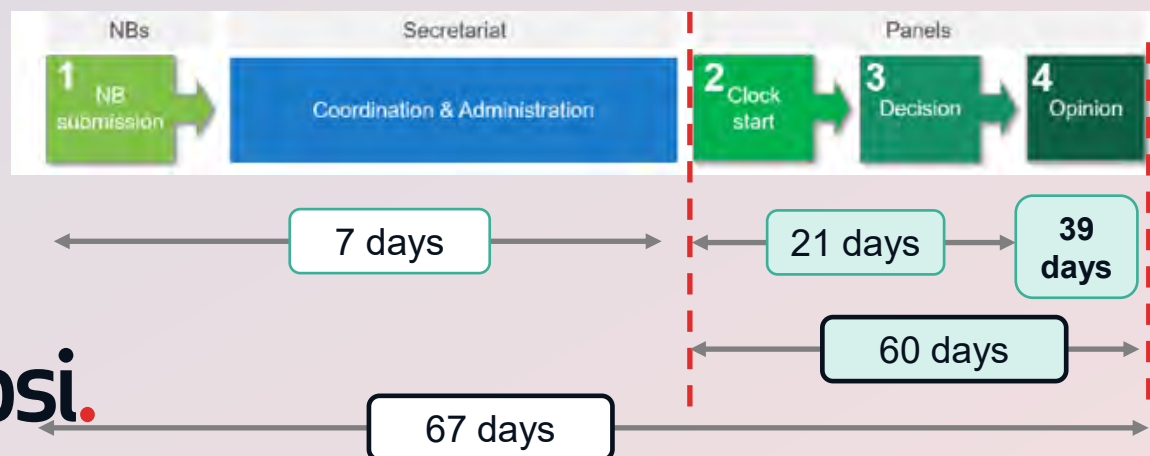 NBs
Secretariat
Panels
1
NB
submission
Coordination & Administration
2
Clock
start
3
Decision
4
Opinion
7 days
21 days
39
days
60 days
bsi.
67 days